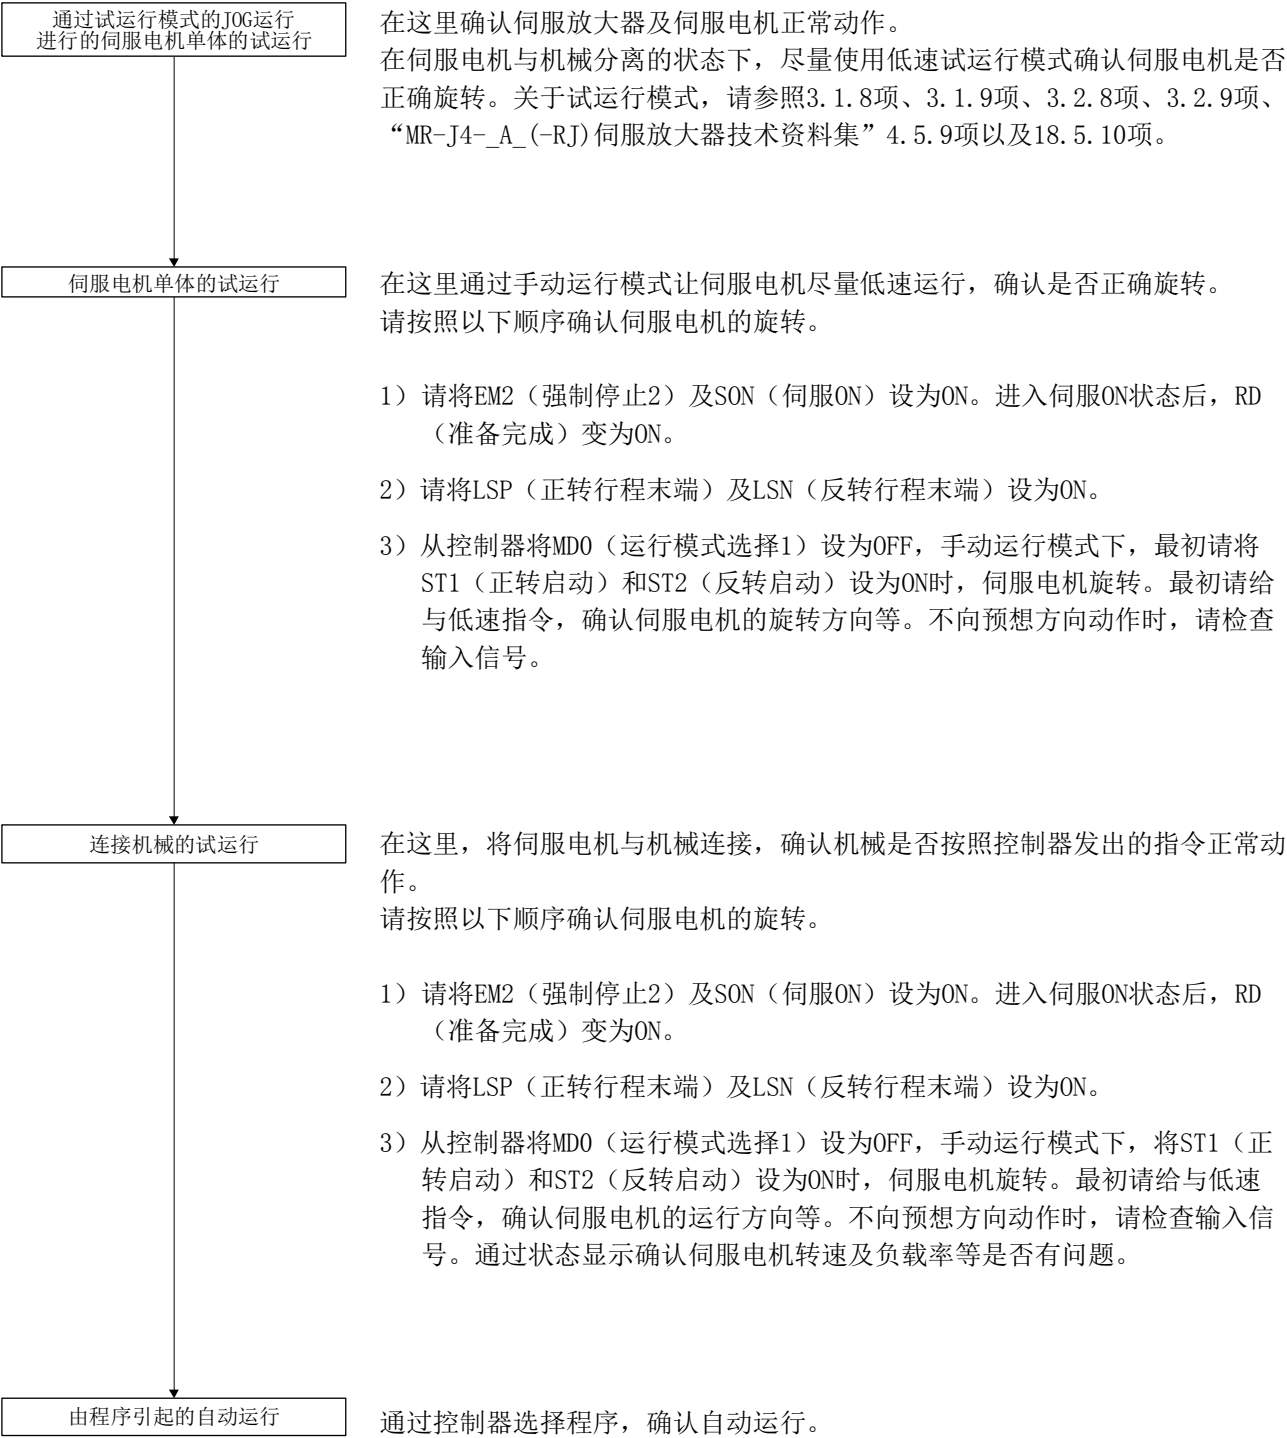 通过试运行模式的JOG运行
进行的伺服电机单体的试运行
在这里确认伺服放大器及伺服电机正常动作。
在伺服电机与机械分离的状态下，尽量使用低速试运行模式确认伺服电机是否
正确旋转。关于试运行模式，请参照3.1.8项、3.1.9项、3.2.8项、3.2.9项、
“MR-J4-_A_(-RJ)伺服放大器技术资料集”4.5.9项以及18.5.10项。
伺服电机单体的试运行
在这里通过手动运行模式让伺服电机尽量低速运行，确认是否正确旋转。
请按照以下顺序确认伺服电机的旋转。
1）请将EM2（强制停止2）及SON（伺服ON）设为ON。进入伺服ON状态后，RD
（准备完成）变为ON。
2）请将LSP（正转行程末端）及LSN（反转行程末端）设为ON。
3）从控制器将MD0（运行模式选择1）设为OFF，手动运行模式下，最初请将
ST1（正转启动）和ST2（反转启动）设为ON时，伺服电机旋转。最初请给
与低速指令，确认伺服电机的旋转方向等。不向预想方向动作时，请检查
输入信号。
连接机械的试运行
在这里，将伺服电机与机械连接，确认机械是否按照控制器发出的指令正常动
作。
请按照以下顺序确认伺服电机的旋转。
1）请将EM2（强制停止2）及SON（伺服ON）设为ON。进入伺服ON状态后，RD
（准备完成）变为ON。
2）请将LSP（正转行程末端）及LSN（反转行程末端）设为ON。
3）从控制器将MD0（运行模式选择1）设为OFF，手动运行模式下，将ST1（正
转启动）和ST2（反转启动）设为ON时，伺服电机旋转。最初请给与低速
指令，确认伺服电机的运行方向等。不向预想方向动作时，请检查输入信
号。通过状态显示确认伺服电机转速及负载率等是否有问题。
由程序引起的自动运行
通过控制器选择程序，确认自动运行。